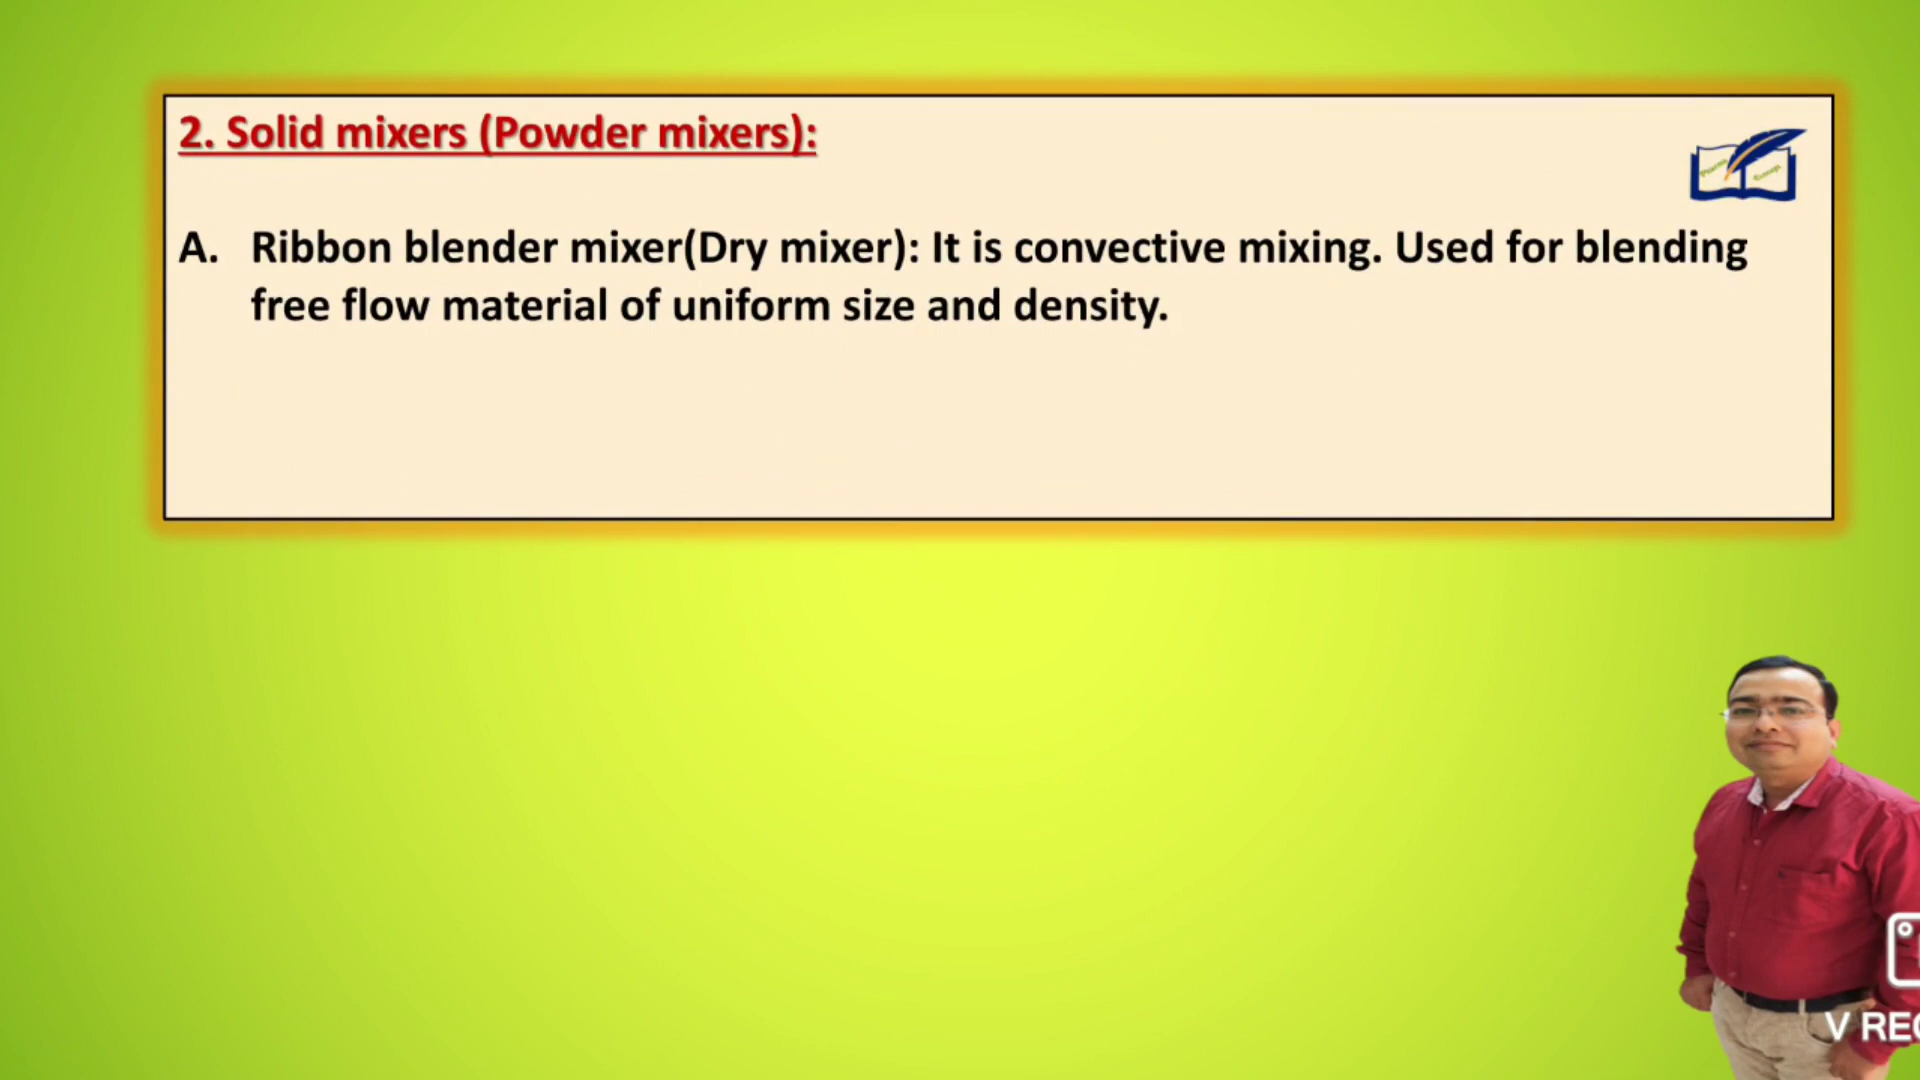 2. Solid mixers (Powder mixers):
A. Ribbon blender mixer(Dry mixer): It is convective mixing. Used for blending
free flow material of uniform size and density.
V REC